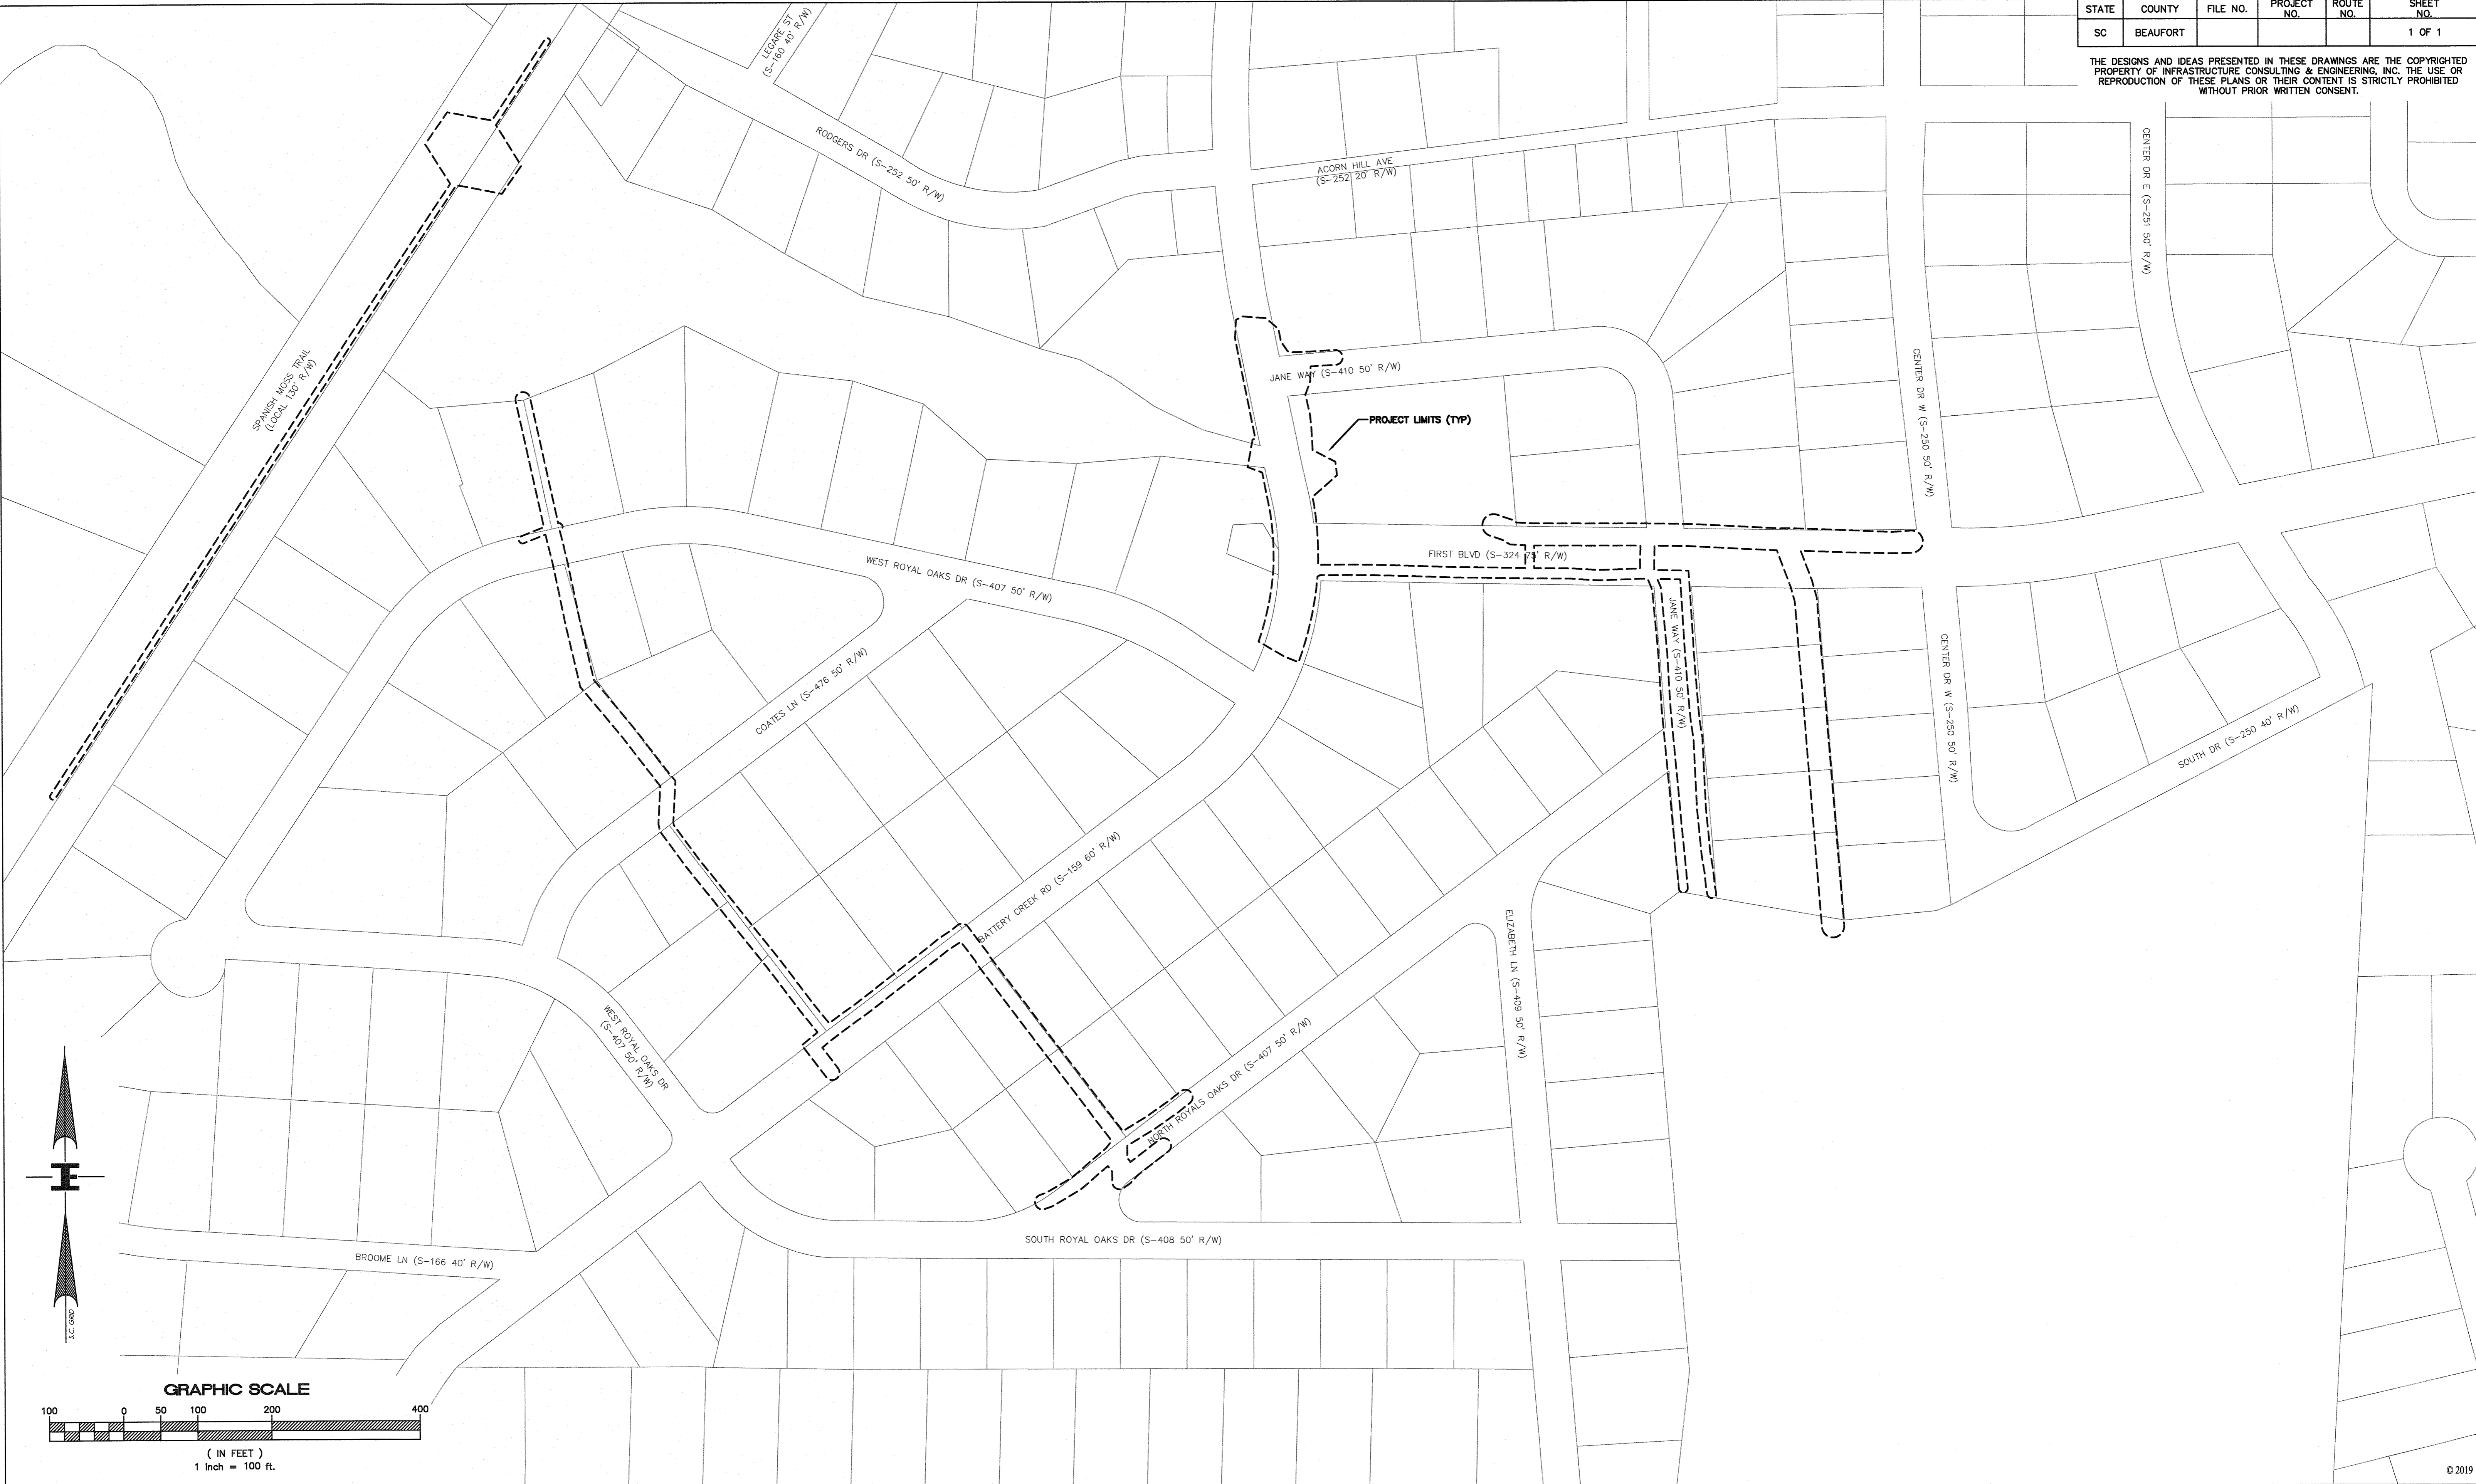 STATE COUNTY FILE NO. PROJECT NO. ROUTE NO. SHEET NO.
SC BEAUFORT 1 OF 1
THE DESIGNS AND IDEAS PRESENTED IN THESE DRAWINGS ARE THE COPYRIGHTED
PROPERTY OF INFRASTRUCTURE CONSULTING & ENGINEERING, INC. THE USE OR
REPRODUCTION OF THESE PLANS OR THEIR CONTENT IS STRICTLY PROHIBITED
WITHOUT PRIOR WRITTEN CONSENT.
LEGARE ST
(S-160 40' R/W)
RODGERS DR (S-252 50' R/W)
ACORN HILL AVE
(S-252 20' R/W)
CENTER DR E (S-251 50' R/W)
SPANISH MOSS TRAIL
(LOCAL 130' R/W)
JANE WAY (S-410 50' R/W)
CENTER DR W (S-250 50' R/W)
PROJECT LIMITS (TYP)
FIRST BLVD (S-324 75' R/W)
WEST ROYAL OAKS DR (S-407 50' R/W)
JANE WAY (S-410 50' R/W)
CENTER DR W (S-250 50' R/W)
COATES LN (S-476 50' R/W)
SOUTH DR (S-250 40' R/W)
BATTERY CREEK RD (S-159 60' R/W)
ELIZABETH LN (S-409 50' R/W)
WEST ROYAL OAKS DR
(S-407 50' R/W)
NORTH ROYALS OAKS DR (S-407 50' R/W)
SOUTH ROYAL OAKS DR (S-408 50' R/W)
BROOME LN (S-166 40' R/W)
S.C. GRID
GRAPHIC SCALE
100 0 50 100 200 400
( IN FEET )
1 inch = 100 ft.
© 2019